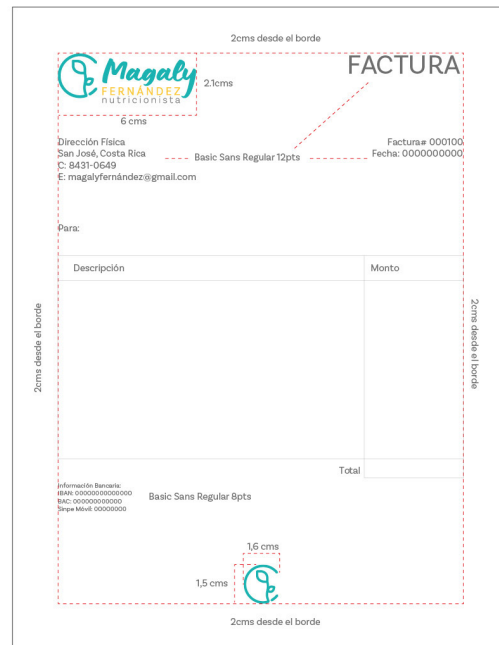 2cms desde el borde
Magaly
FERNÁNDEZ
nutricionista
2.1cms
FACTURA
6 cms
Dirección Física
San José, Costa Rica
C: 8431-0649
E: magalyfernández@gmail.com
Basic Sans Regular 12pts
Factura# 000100
Fecha: 0000000000
Para:
Descripción
Monto
2cms desde el borde
2cms desde el borde
Total
Información Bancaria:
IBAN: 00000000000000
BAC: 000000000000
Sinpe Móvil: 00000000
Basic Sans Regular 8pts
1,6 cms
1,5 cms
2cms desde el borde